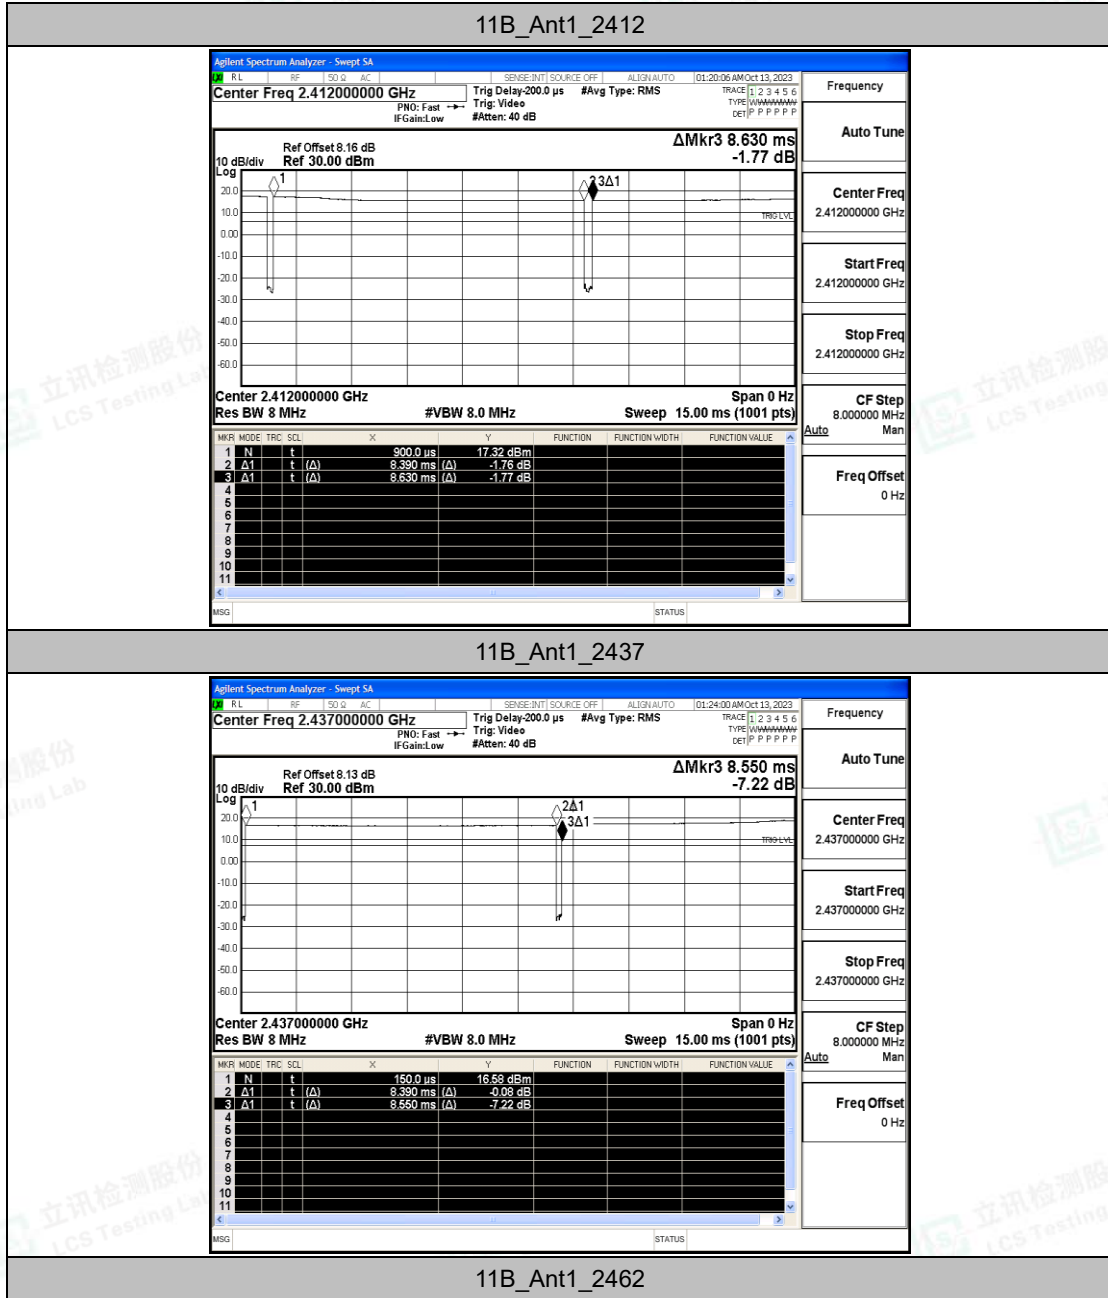 11B_Ant1_2412
Agilent Spectrum Analyzer - Swept SA
RL RF 50 Ω AC SENSE:INT SOURCE OFF ALIGN AUTO 01:20:06 AM Oct 13, 2023
Center Freq 2.412000000 GHz
PNO: Fast
IFGain:Low
Trig Delay-200.0 µs #Avg Type: RMS
Trig: Video
#Atten: 40 dB
TRACE 1 2 3 4 5 6
TYPE
DET P P P P P P
Ref Offset 8.16 dB
10 dB/div Ref 30.00 dBm
Log
ΔMkr3 8.630 ms
-1.77 dB
1
2 3Δ1
20.0
10.0
0.00
-10.0
-20.0
-30.0
-40.0
-50.0
-60.0
TRIG LVL
Center 2.412000000 GHz Span 0 Hz
Res BW 8 MHz #VBW 8.0 MHz Sweep 15.00 ms (1001 pts)
MKR MODE TRC SCL X Y FUNCTION FUNCTION WIDTH FUNCTION VALUE
1 N t 900.0 µs 17.32 dBm
2 Δ1 t (Δ) 8.390 ms (Δ) -1.76 dB
3 Δ1 t (Δ) 8.630 ms (Δ) -1.77 dB
4
5
6
7
8
9
10
11
MSG STATUS
Frequency
Auto Tune
Center Freq
2.412000000 GHz
Start Freq
2.412000000 GHz
Stop Freq
2.412000000 GHz
CF Step
8.000000 MHz
Auto Man
Freq Offset
0 Hz
11B_Ant1_2437
Agilent Spectrum Analyzer - Swept SA
RL RF 50 Ω AC SENSE:INT SOURCE OFF ALIGN AUTO 01:24:00 AM Oct 13, 2023
Center Freq 2.437000000 GHz
PNO: Fast
IFGain:Low
Trig Delay-200.0 µs #Avg Type: RMS
Trig: Video
#Atten: 40 dB
TRACE 1 2 3 4 5 6
TYPE
DET P P P P P P
Ref Offset 8.13 dB
10 dB/div Ref 30.00 dBm
Log
ΔMkr3 8.550 ms
-7.22 dB
1
2Δ1
3Δ1
20.0
10.0
0.00
-10.0
-20.0
-30.0
-40.0
-50.0
-60.0
TRIG LVL
Center 2.437000000 GHz Span 0 Hz
Res BW 8 MHz #VBW 8.0 MHz Sweep 15.00 ms (1001 pts)
MKR MODE TRC SCL X Y FUNCTION FUNCTION WIDTH FUNCTION VALUE
1 N t 150.0 µs 16.58 dBm
2 Δ1 t (Δ) 8.390 ms (Δ) -0.08 dB
3 Δ1 t (Δ) 8.550 ms (Δ) -7.22 dB
4
5
6
7
8
9
10
11
MSG STATUS
Frequency
Auto Tune
Center Freq
2.437000000 GHz
Start Freq
2.437000000 GHz
Stop Freq
2.437000000 GHz
CF Step
8.000000 MHz
Auto Man
Freq Offset
0 Hz
11B_Ant1_2462
立讯检测股份
LCS Testing Lab